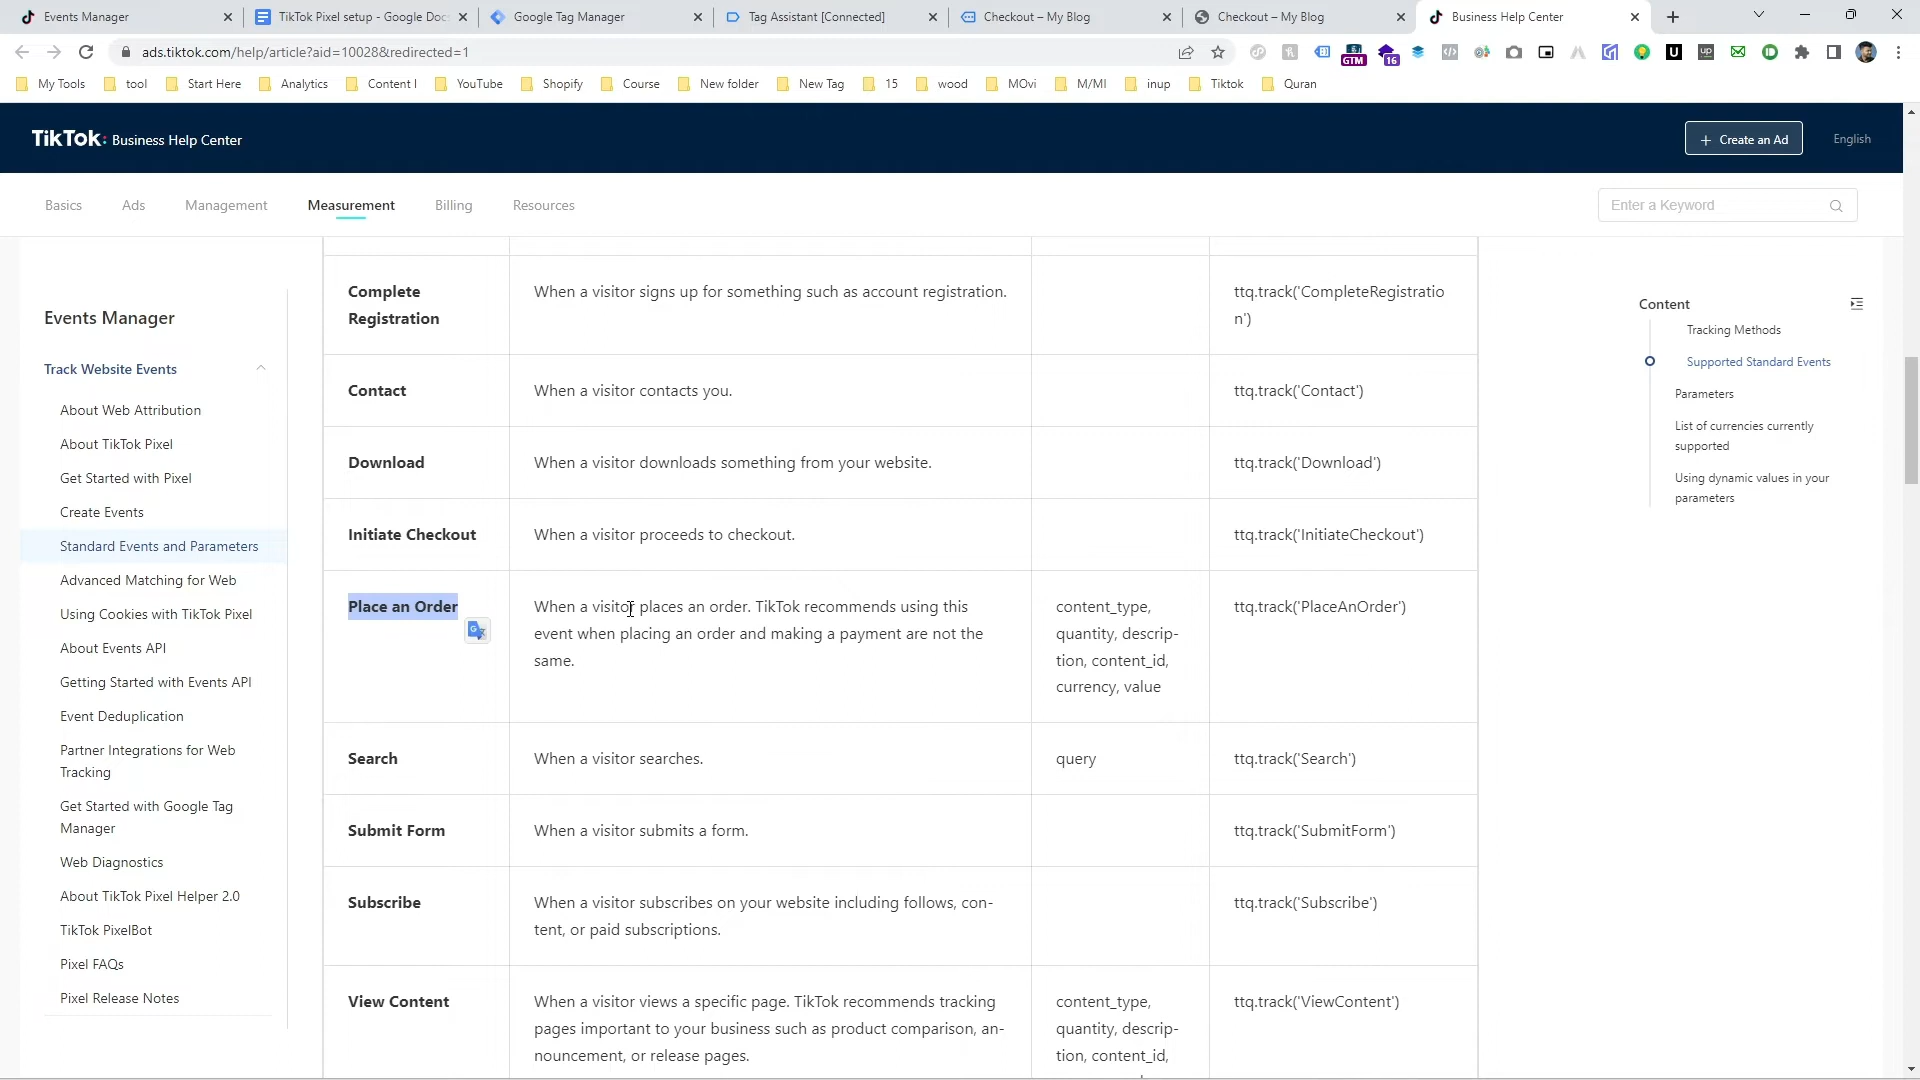 Events Manager
TikTok Pixel setup - Google Doc
Google Tag Manager
Tag Assistant [Connected]
Checkout – My Blog
Checkout – My Blog
Business Help Center
ads.tiktok.com/help/article?aid=10028&redirected=1
GTM
16
U
up
My Tools
tool
Start Here
Analytics
Content I
YouTube
Shopify
Course
New folder
New Tag
15
wood
MOvi
M/MI
inup
Tiktok
Quran
TikTok: Business Help Center
+ Create an Ad
English
Basics
Ads
Management
Measurement
Billing
Resources
Enter a Keyword
Events Manager
Track Website Events
About Web Attribution
About TikTok Pixel
Get Started with Pixel
Create Events
Standard Events and Parameters
Advanced Matching for Web
Using Cookies with TikTok Pixel
About Events API
Getting Started with Events API
Event Deduplication
Partner Integrations for Web
Tracking
Get Started with Google Tag
Manager
Web Diagnostics
About TikTok Pixel Helper 2.0
TikTok PixelBot
Pixel FAQs
Pixel Release Notes
Complete
Registration
When a visitor signs up for something such as account registration.
ttq.track('CompleteRegistratio
n')
Contact
When a visitor contacts you.
ttq.track('Contact')
Download
When a visitor downloads something from your website.
ttq.track('Download')
Initiate Checkout
When a visitor proceeds to checkout.
ttq.track('InitiateCheckout')
Place an Order
When a visitor places an order. TikTok recommends using this
event when placing an order and making a payment are not the
same.
content_type,
quantity, descrip-
tion, content_id,
currency, value
ttq.track('PlaceAnOrder')
Search
When a visitor searches.
query
ttq.track('Search')
Submit Form
When a visitor submits a form.
ttq.track('SubmitForm')
Subscribe
When a visitor subscribes on your website including follows, con-
tent, or paid subscriptions.
ttq.track('Subscribe')
View Content
When a visitor views a specific page. TikTok recommends tracking
pages important to your business such as product comparison, an-
nouncement, or release pages.
content_type,
quantity, descrip-
tion, content_id,
ttq.track('ViewContent')
Content
Tracking Methods
Supported Standard Events
Parameters
List of currencies currently
supported
Using dynamic values in your
parameters